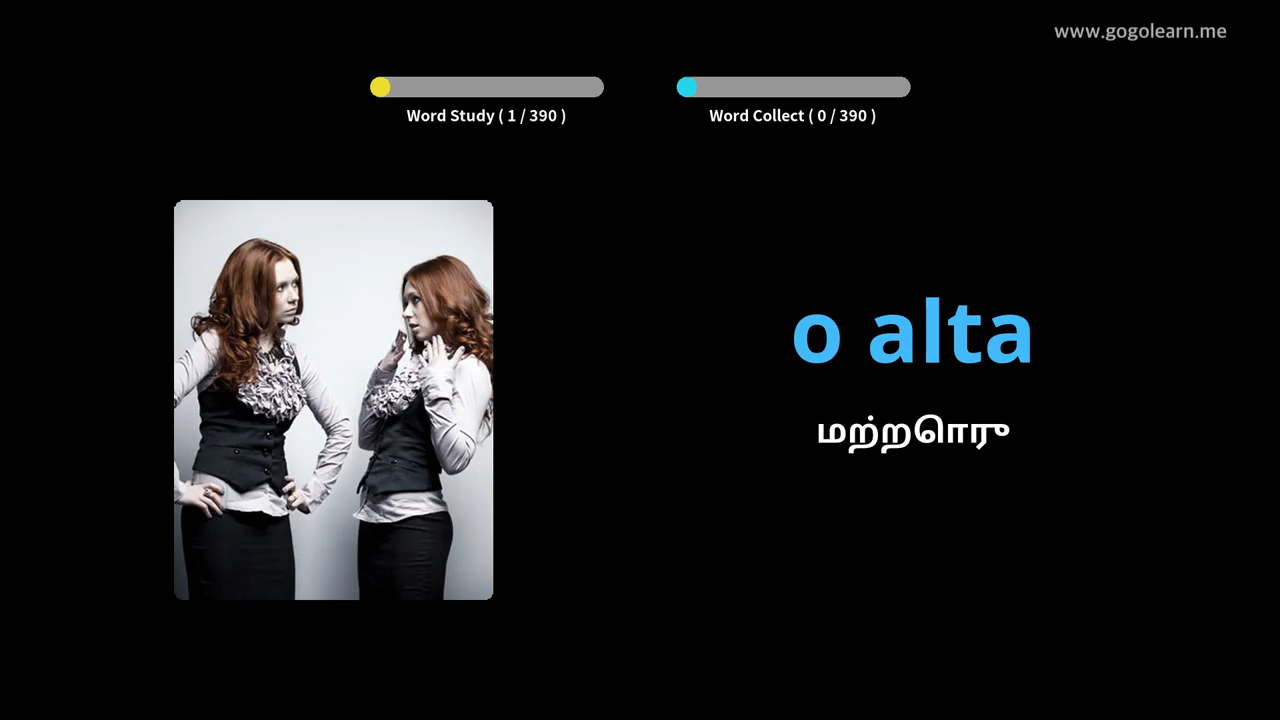 www.gogolearn.me
Word Study ( 1 / 390 )
Word Collect ( 0 / 390 )
o alta
மற்றொரு